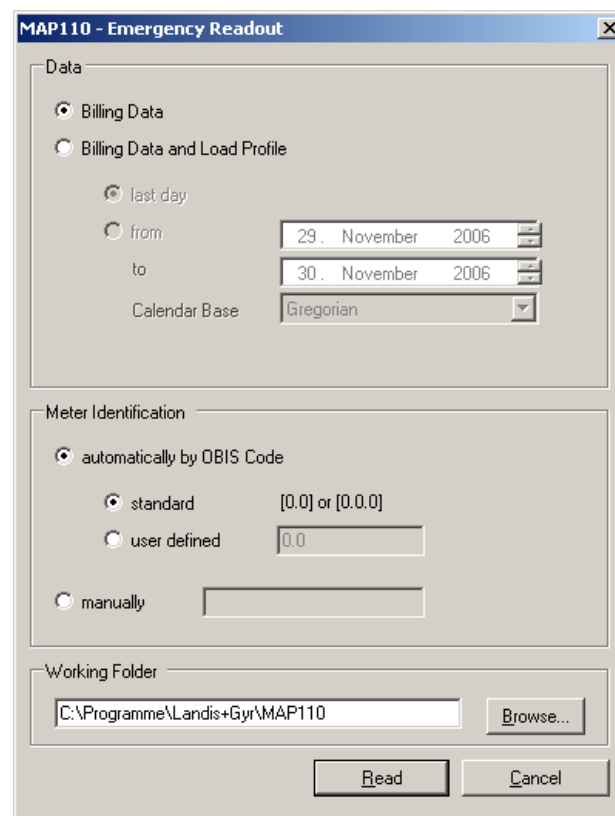 MAP110 - Emergency Readout
Data
Billing Data
Billing Data and Load Profile
last day
from 29 . November 2006
to 30 . November 2006
Calendar Base Gregorian
Meter Identification
automatically by OBIS Code
standard [0.0] or [0.0.0]
user defined 0.0
manually
Working Folder
C:\Programme\Landis+Gyr\MAP110 Browse...
Read Cancel